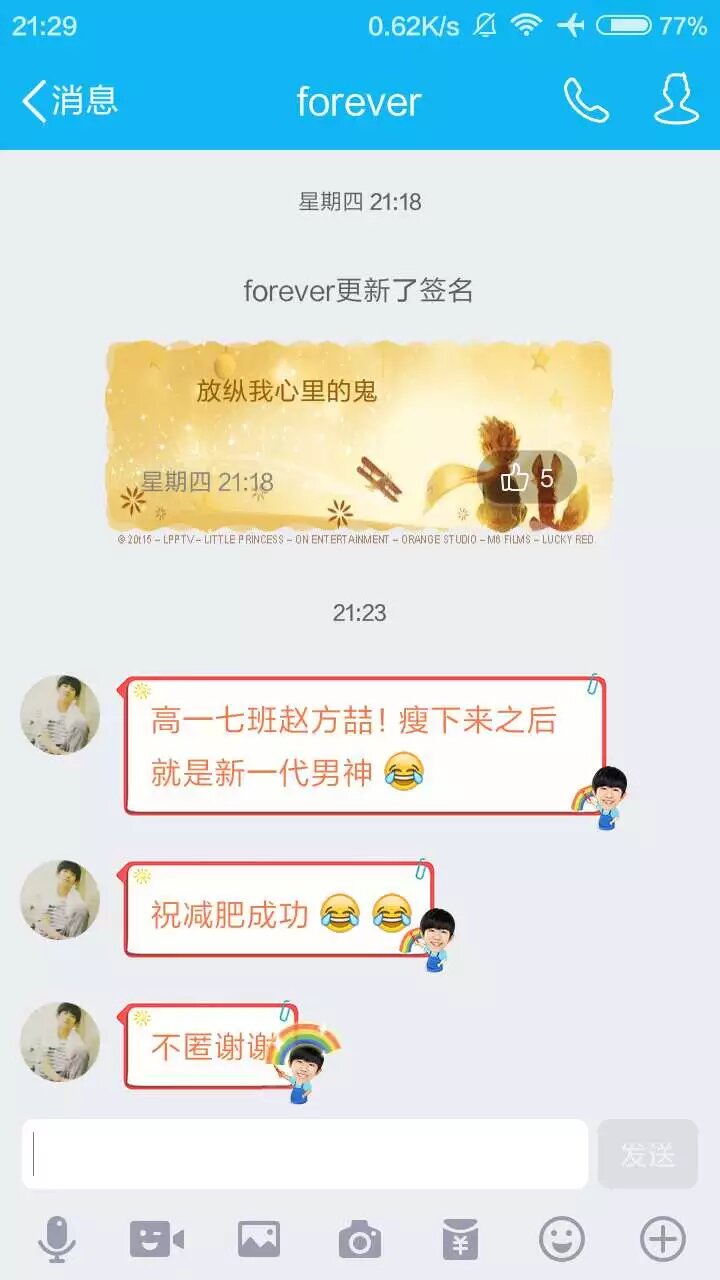 21:29
0.62K/s
77%
消息
forever
星期四 21:18
forever更新了签名
放纵我心里的鬼
星期四 21:18
5
© 2015 – LPPTV – LITTLE PRINCESS – ON ENTERTAINMENT – ORANGE STUDIO – M6 FILMS – LUCKY RED
21:23
高一七班赵方喆！瘦下来之后
就是新一代男神 😂
祝减肥成功 😂 😂
不匿谢谢
发送